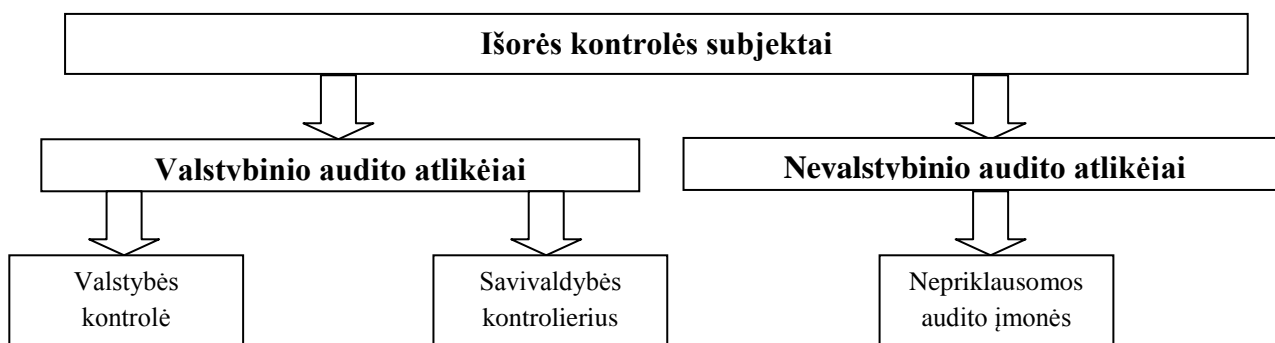 Išorės kontrolės subjektai
Valstybinio audito atlikėjai
Nevalstybinio audito atlikėjai
Valstybės
kontrolė
Savivaldybės
kontrolierius
Nepriklausomos
audito įmonės